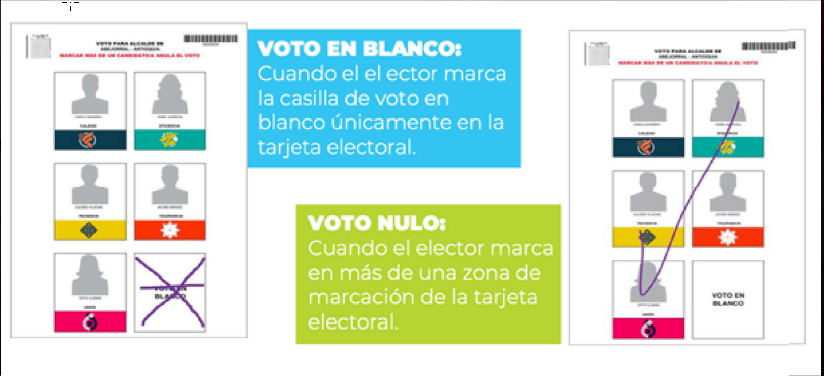 VOTO PARA ALCALDE DE
ABEJORRAL - ANTIOQUIA
MARCAR MÁS DE UN CANDIDATO/A ANULA EL VOTO
CALIDAD
EFICIENCIA
PACIENCIA
TOLERANCIA
UNIÓN
VOTO EN
BLANCO
VOTO EN BLANCO:
Cuando el el ector marca
la casilla de voto en
blanco únicamente en la
tarjeta electoral.
VOTO NULO:
Cuando el elector marca
en más de una zona de
marcación de la tarjeta
electoral.
VOTO PARA ALCALDE DE
ABEJORRAL - ANTIOQUIA
MARCAR MÁS DE UN CANDIDATO/A ANULA EL VOTO
CALIDAD
EFICIENCIA
PACIENCIA
TOLERANCIA
UNIÓN
VOTO EN
BLANCO